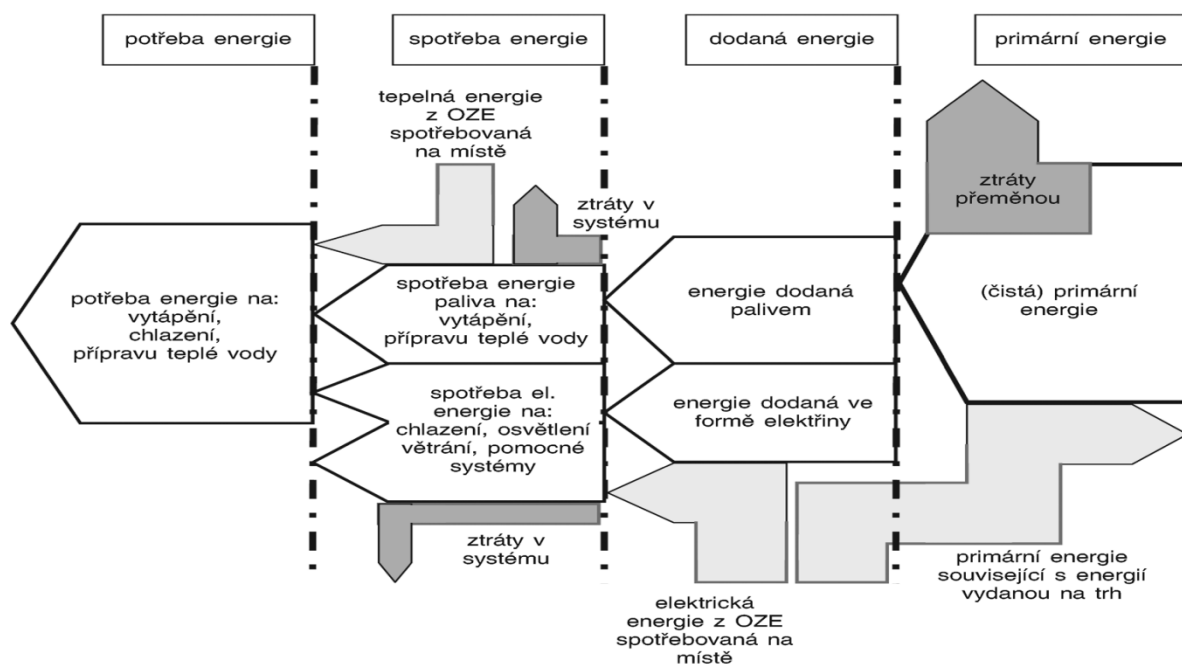 potřeba energie
spotřeba energie
dodaná energie
primární energie
tepelná energie
z OZE
spotřebovaná
na místě
ztráty v
systému
ztráty
přeměnou
potřeba energie na:
vytápění,
chlazení,
přípravu teplé vody
spotřeba energie
paliva na:
vytápění,
přípravu teplé vody
energie dodaná
palivem
(čistá) primární
energie
spotřeba el.
energie na:
chlazení, osvětlení
větrání, pomocné
systémy
energie dodaná ve
formě elektřiny
ztráty v
systému
elektrická
energie z OZE
spotřebovaná na
místě
primární energie
související s energií
vydanou na trh